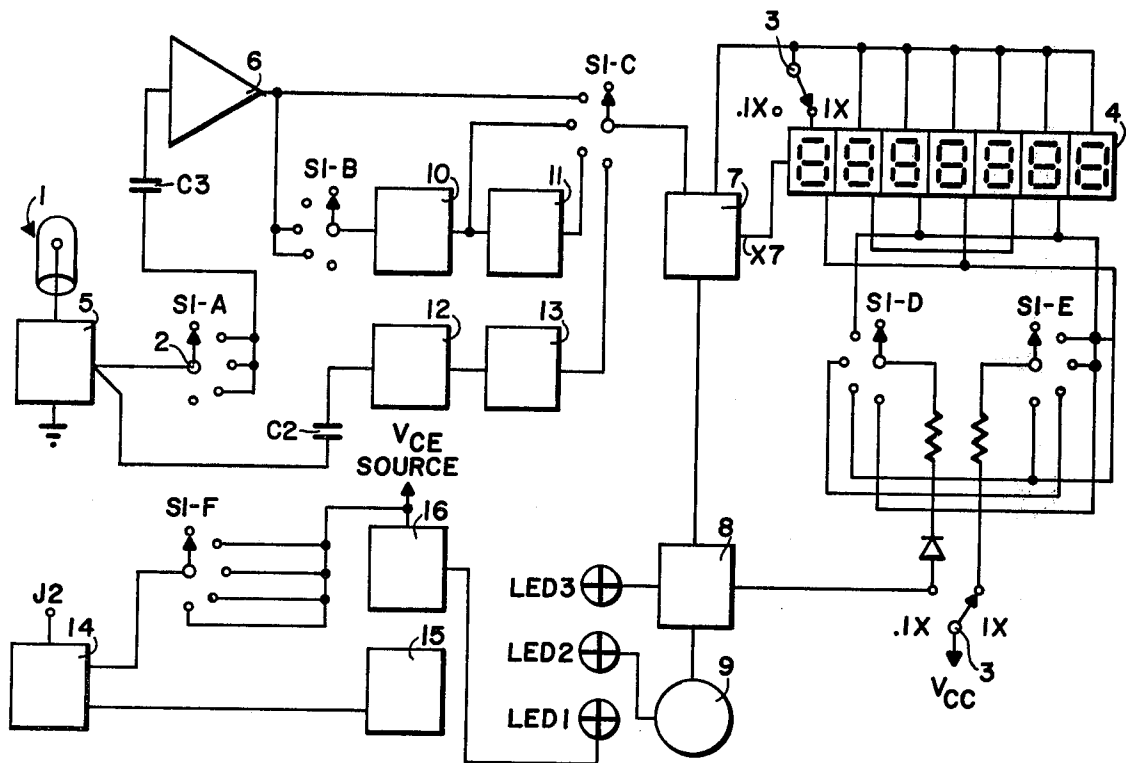 3
6
S1-C
.1X
1X
4
C3
S1-B
10
11
7
1
X7
S1-A
5
2
12
13
S1-D
S1-E
C2
VCE
SOURCE
S1-F
16
8
LED3
J2
14
15
LED2
9
.1X
1X
3
LED1
VCC